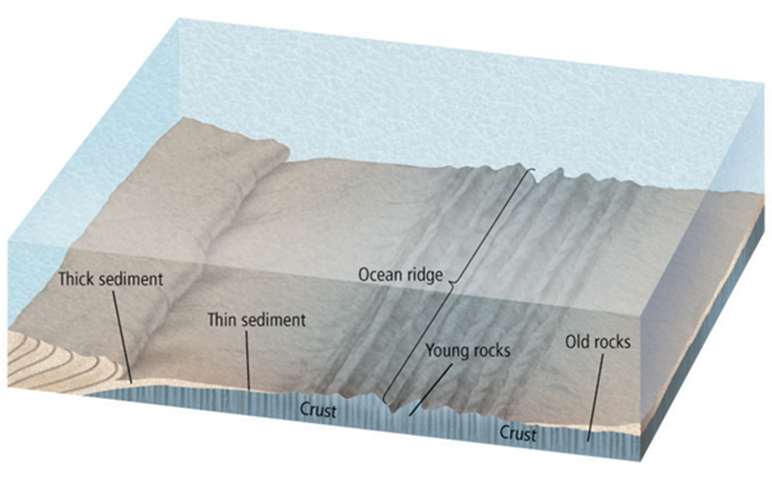 Thick sediment
Ocean ridge
Thin sediment
Young rocks
Old rocks
Crust
Crust